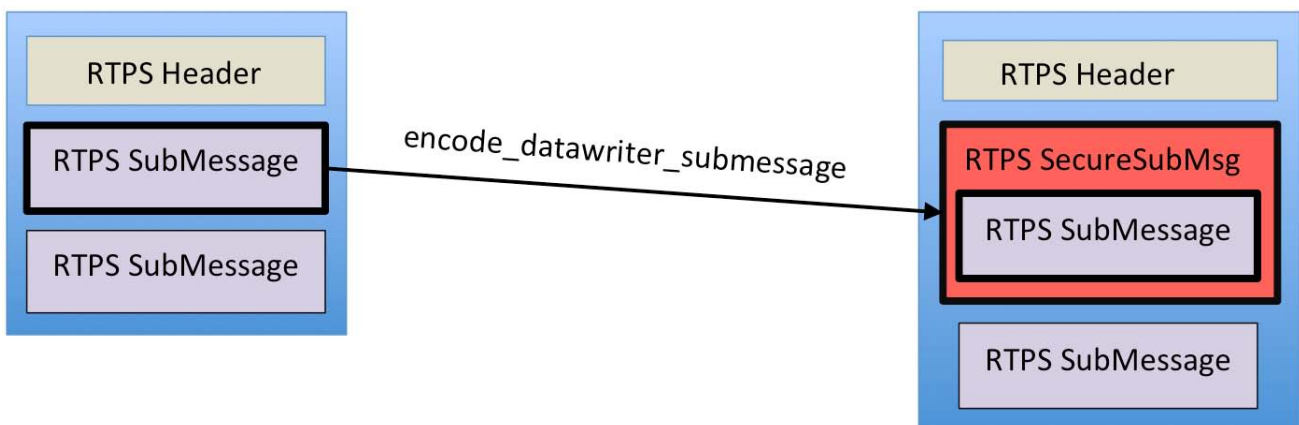 RTPS Header
RTPS SubMessage
RTPS SubMessage
encode_datawriter_submessage
RTPS Header
RTPS SecureSubMsg
RTPS SubMessage
RTPS SubMessage